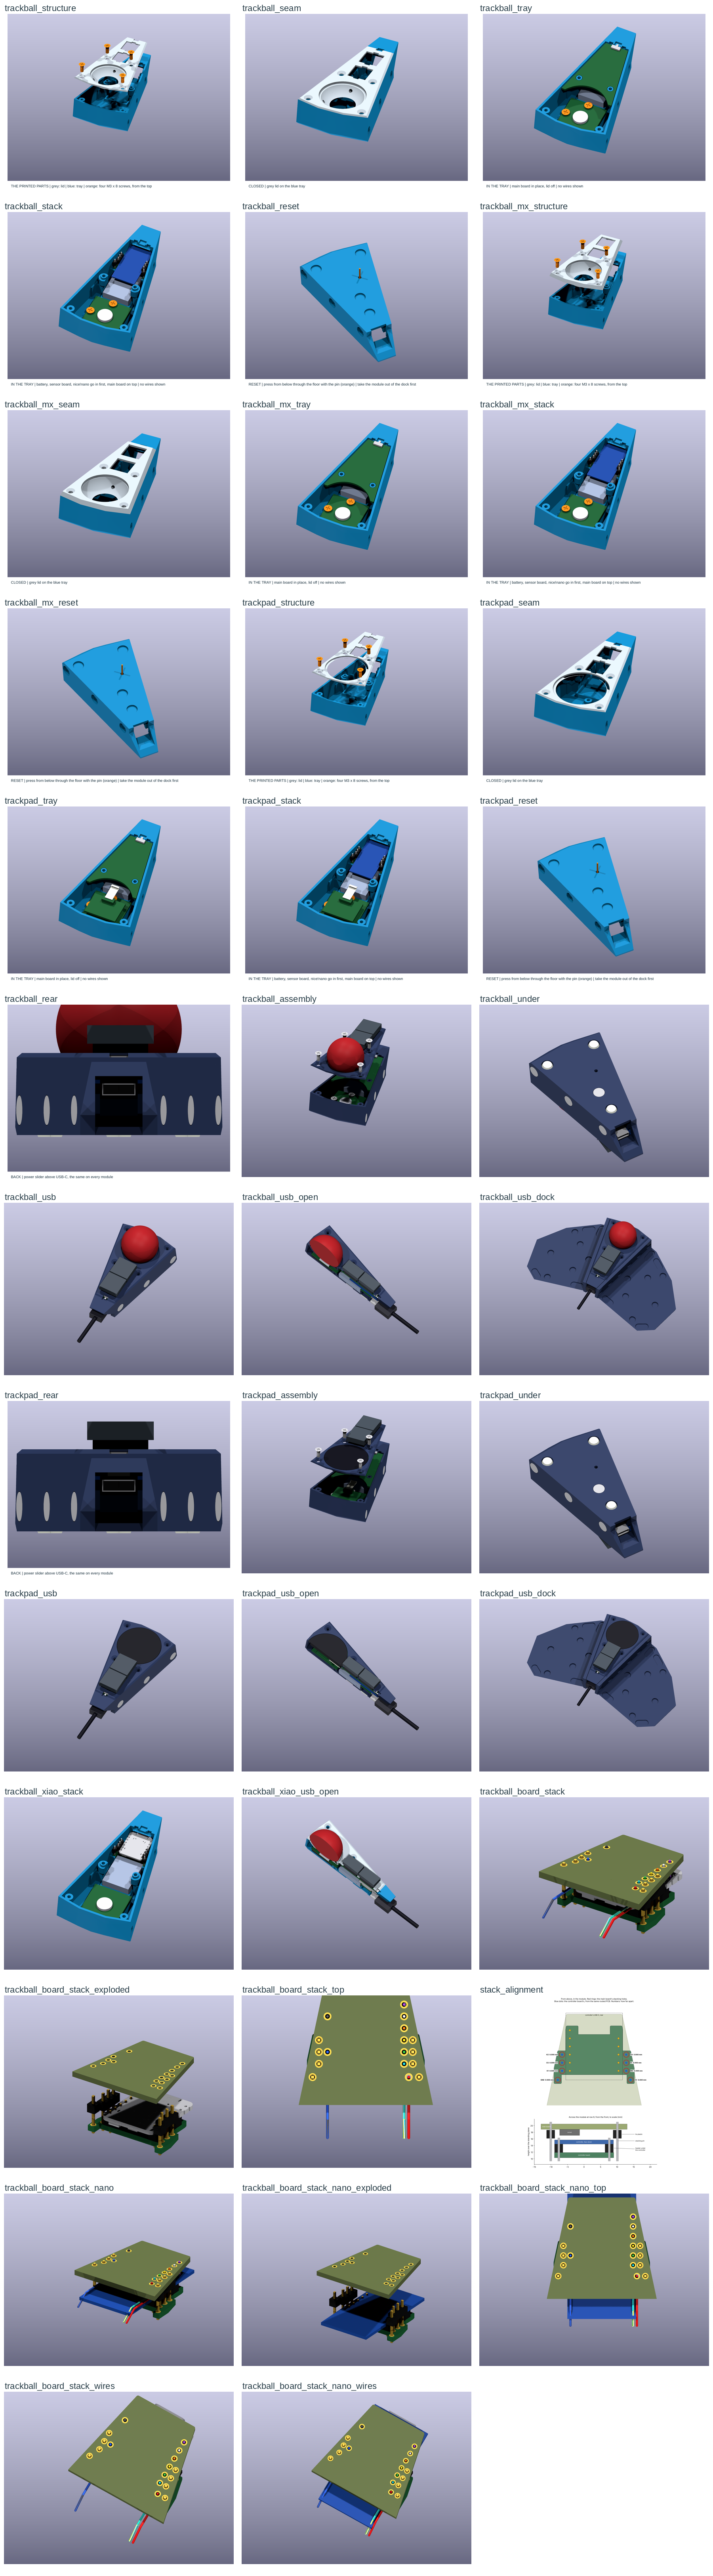 trackball_structure
trackball_seam
trackball_tray
THE PRINTED PARTS | grey: lid | blue: tray | orange: four M3 x 8 screws, from the top
CLOSED | grey lid on the blue tray
IN THE TRAY | main board in place, lid off | no wires shown
trackball_stack
trackball_reset
trackball_mx_structure
IN THE TRAY | battery, sensor board, nice!nano go in first, main board on top | no wires shown
RESET | press from below through the floor with the pin (orange) | take the module out of the dock first
THE PRINTED PARTS | grey: lid | blue: tray | orange: four M3 x 8 screws, from the top
trackball_mx_seam
trackball_mx_tray
trackball_mx_stack
CLOSED | grey lid on the blue tray
IN THE TRAY | main board in place, lid off | no wires shown
IN THE TRAY | battery, sensor board, nice!nano go in first, main board on top | no wires shown
trackball_mx_reset
trackpad_structure
trackpad_seam
RESET | press from below through the floor with the pin (orange) | take the module out of the dock first
THE PRINTED PARTS | grey: lid | blue: tray | orange: four M3 x 8 screws, from the top
CLOSED | grey lid on the blue tray
trackpad_tray
trackpad_stack
trackpad_reset
IN THE TRAY | main board in place, lid off | no wires shown
IN THE TRAY | battery, sensor board, nice!nano go in first, main board on top | no wires shown
RESET | press from below through the floor with the pin (orange) | take the module out of the dock first
trackball_rear
trackball_assembly
trackball_under
BACK | power slider above USB-C, the same on every module
trackball_usb
trackball_usb_open
trackball_usb_dock
trackpad_rear
trackpad_assembly
trackpad_under
BACK | power slider above USB-C, the same on every module
trackpad_usb
trackpad_usb_open
trackpad_usb_dock
trackball_xiao_stack
trackball_xiao_usb_open
trackball_board_stack
trackball_board_stack_exploded
trackball_board_stack_top
stack_alignment
trackball_board_stack_nano
trackball_board_stack_nano_exploded
trackball_board_stack_nano_top
trackball_board_stack_wires
trackball_board_stack_nano_wires